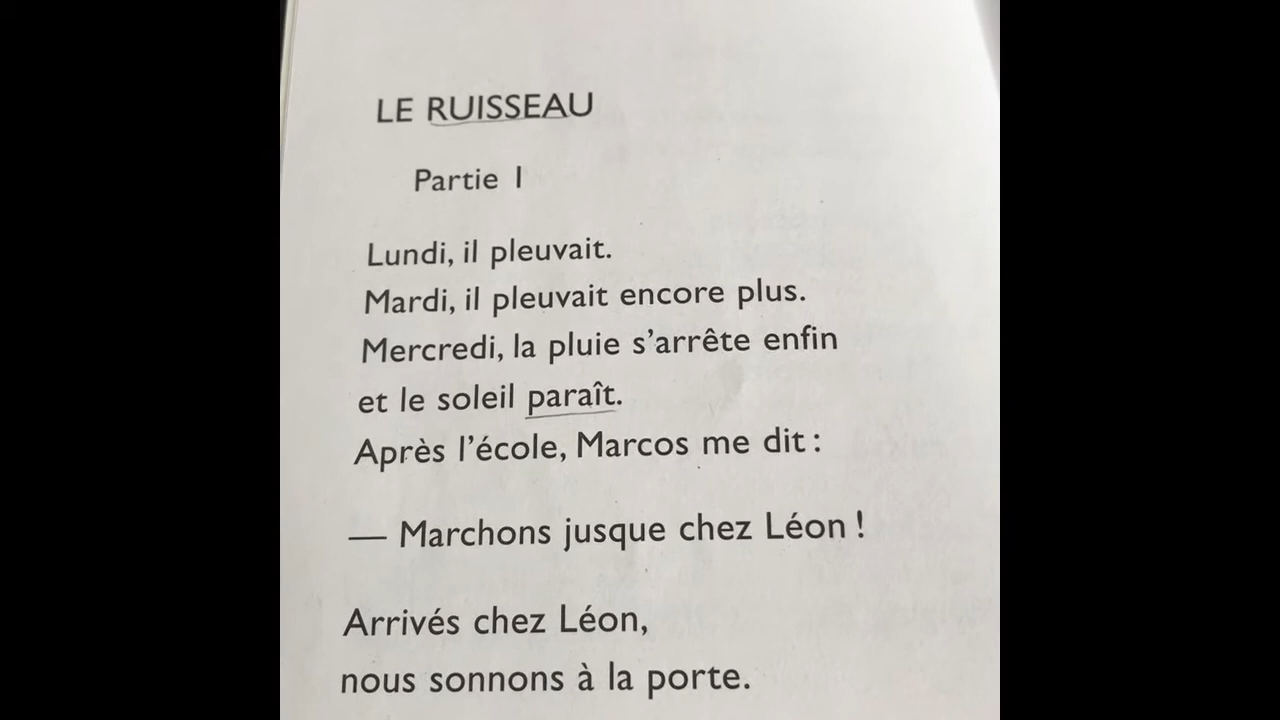 LE RUISSEAU
Partie I
Lundi, il pleuvait.
Mardi, il pleuvait encore plus.
Mercredi, la pluie s’arrête enfin
et le soleil paraît.
Après l’école, Marcos me dit :
— Marchons jusque chez Léon !
Arrivés chez Léon,
nous sonnons à la porte.